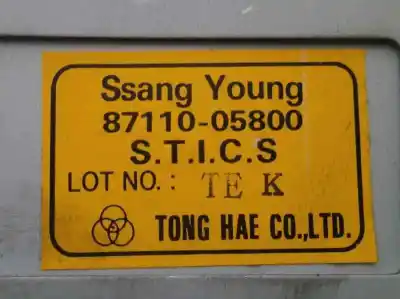 Ssang Young
87110-05800
S.T.I.C.S
LOT NO.: TE K
TONG HAE CO.,LTD.